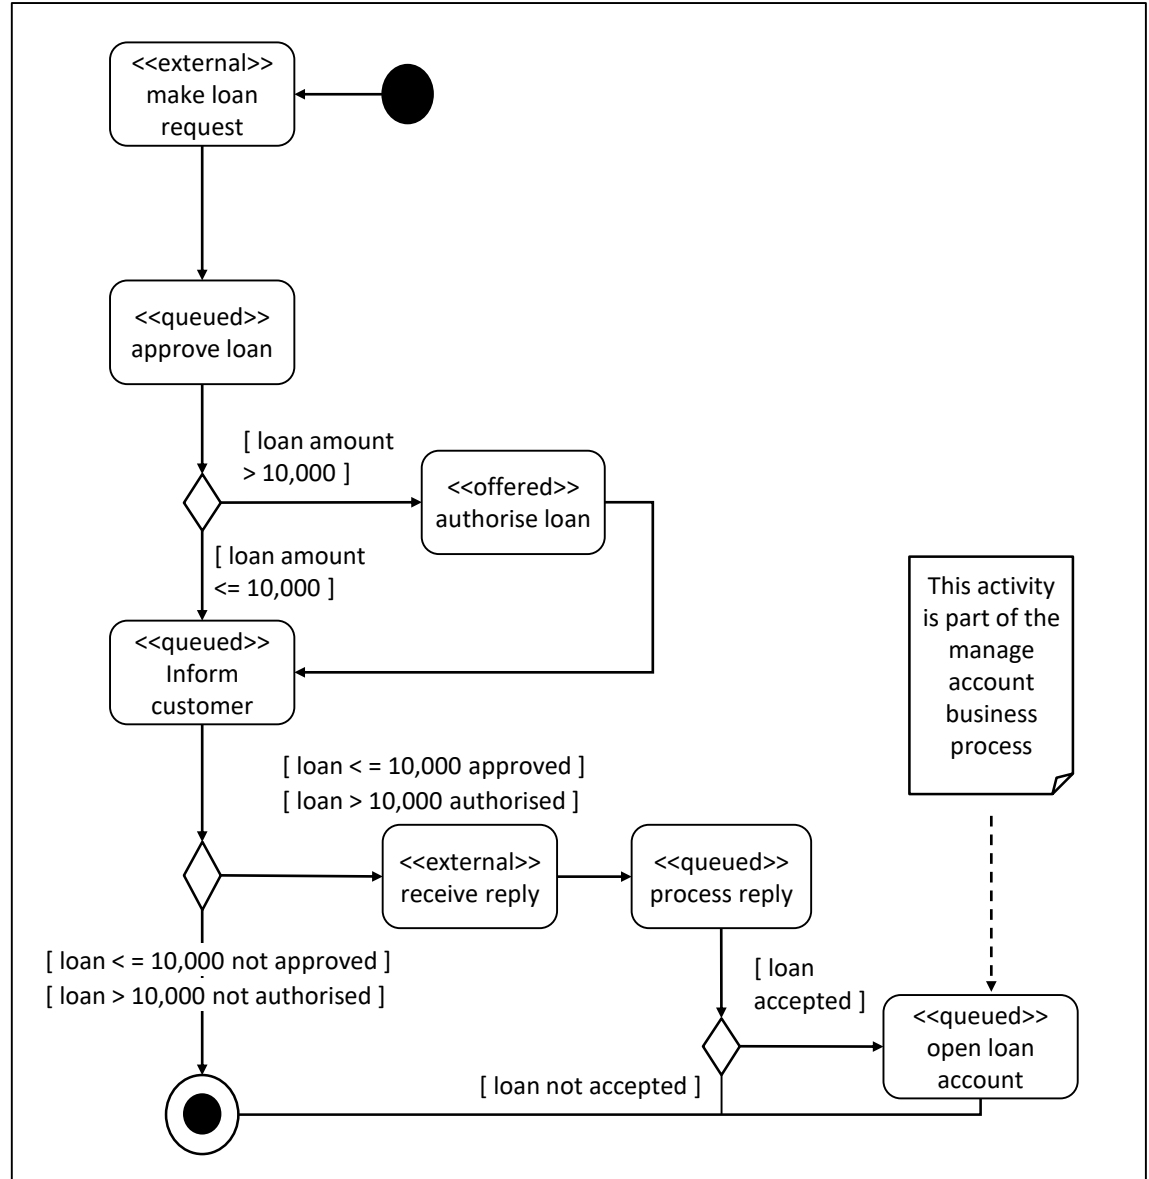 <<external>>
make loan
request
<<queued>>
approve loan
[ loan amount
> 10,000 ]
<<offered>>
authorise loan
[ loan amount
<= 10,000 ]
<<queued>>
Inform
customer
This activity
is part of the
manage
account
business
process
[ loan < = 10,000 approved ]
[ loan > 10,000 authorised ]
<<external>>
receive reply
<<queued>>
process reply
[ loan < = 10,000 not approved ]
[ loan > 10,000 not authorised ]
[ loan
accepted ]
<<queued>>
open loan
account
[ loan not accepted ]